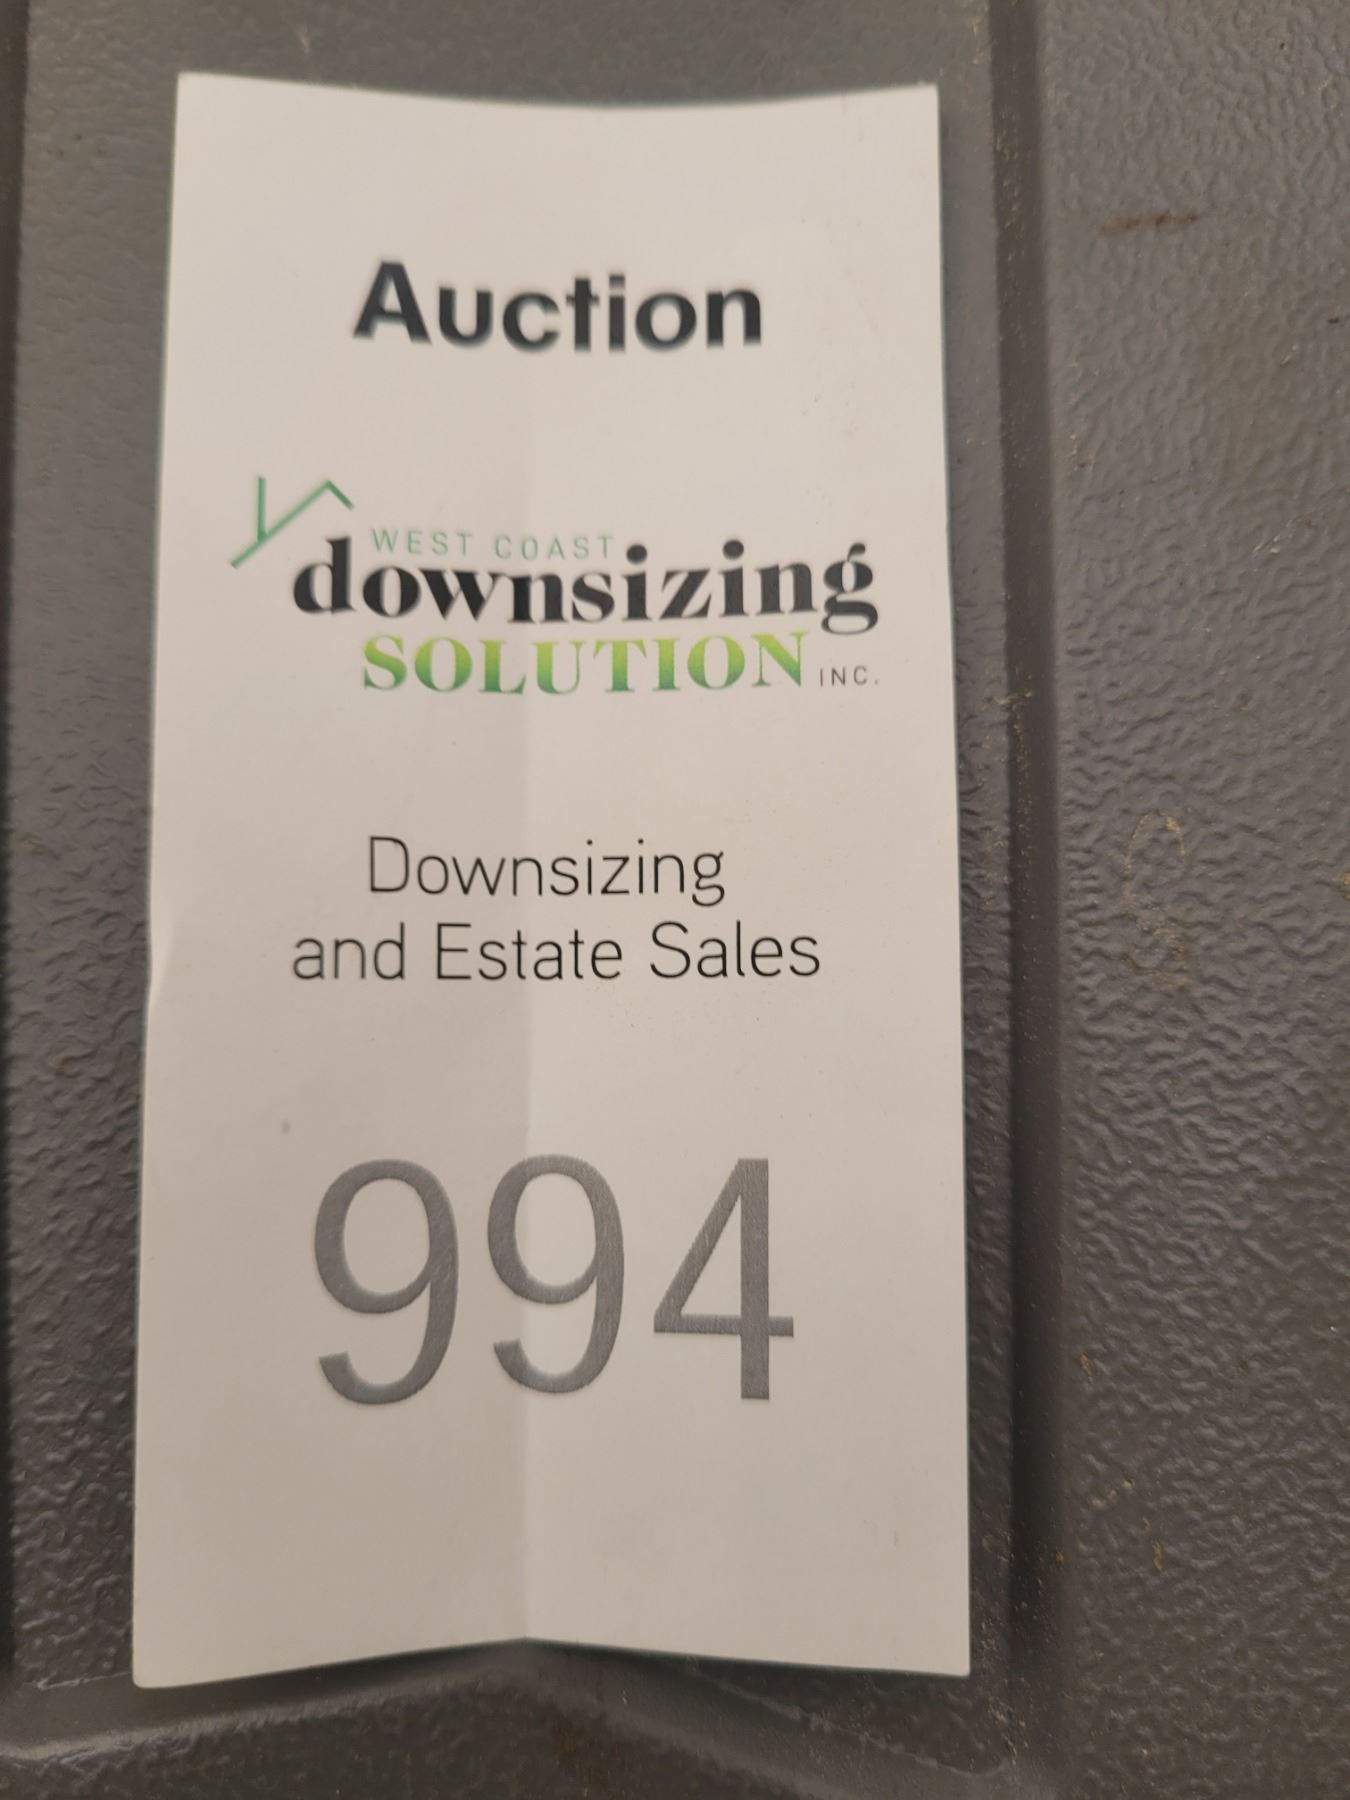 Auction
WEST COAST
downsizing
SOLUTION INC.
Downsizing
and Estate Sales
994